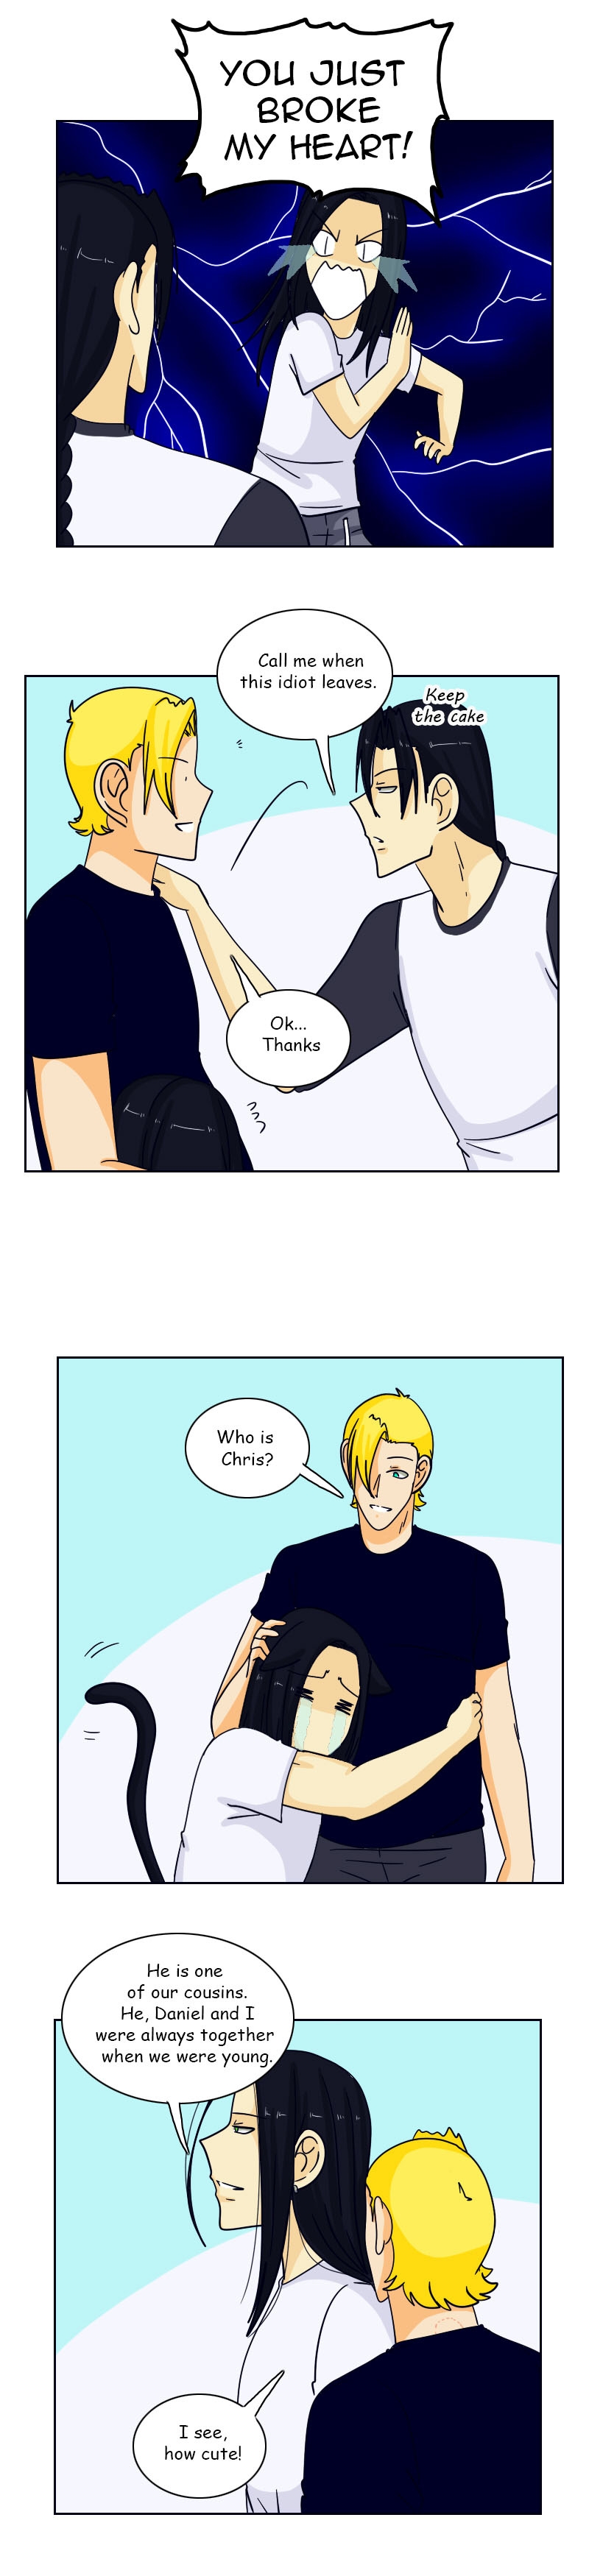 YOU JUST
BROKE
MY HEART!
Call me when
this idiot leaves.
Keep
the cake
Ok...
Thanks
Who is
Chris?
He is one
of our cousins.
He, Daniel and I
were always together
when we were young.
I see,
how cute!